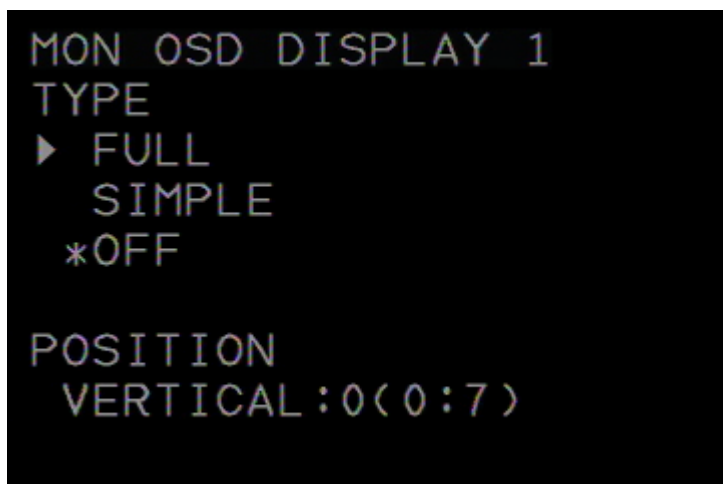 MON OSD DISPLAY 1
TYPE
▶ FULL
SIMPLE
*OFF
POSITION
VERTICAL:0(0:7)